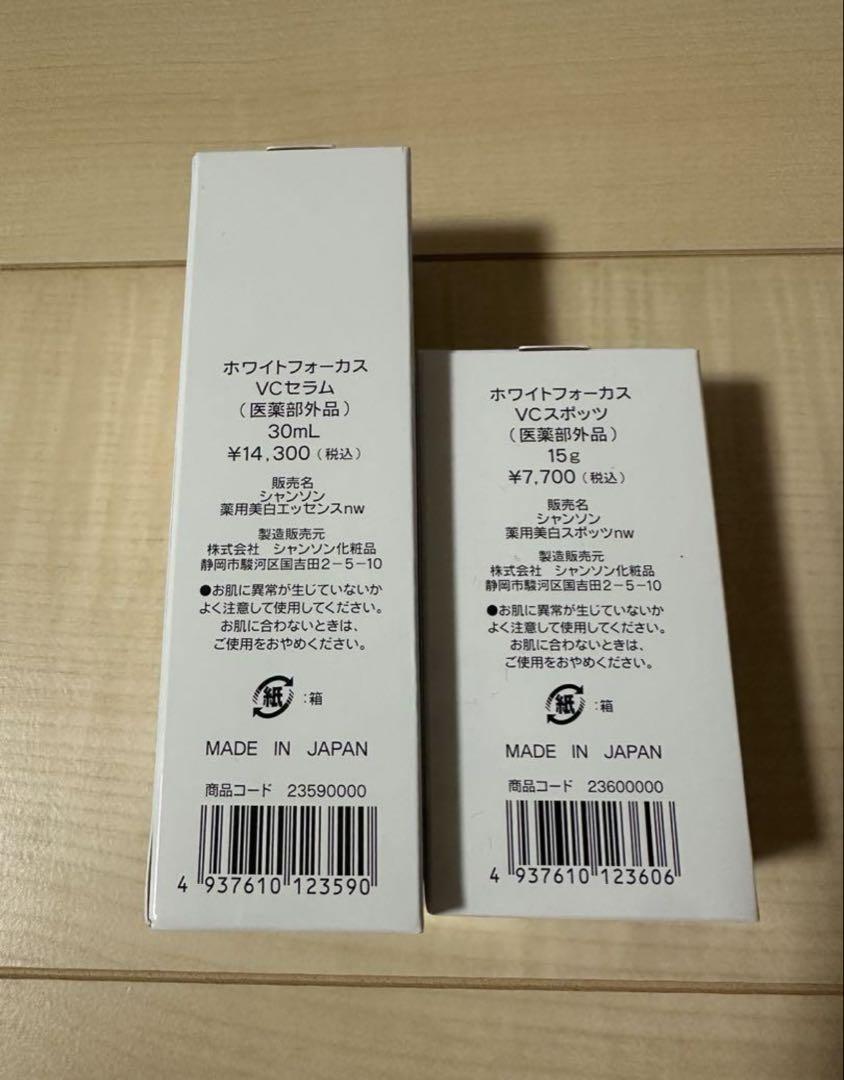 ホワイトフォーカス
VCセラム
（医薬部外品）
30mL
¥14,300（税込）
販売名
シャンソン
薬用美白エッセンスnw
製造販売元
株式会社　シャンソン化粧品
静岡市駿河区国吉田2－5－10
●お肌に異常が生じていないか
よく注意して使用してください。
お肌に合わないときは、
ご使用をおやめください。
紙：箱
MADE IN JAPAN
商品コード 23590000
4 937610 123590
ホワイトフォーカス
VCスポッツ
（医薬部外品）
15g
¥7,700（税込）
販売名
シャンソン
薬用美白スポッツnw
製造販売元
株式会社　シャンソン化粧品
静岡市駿河区国吉田2－5－10
●お肌に異常が生じていないか
よく注意して使用してください。
お肌に合わないときは、
ご使用をおやめください。
紙：箱
MADE IN JAPAN
商品コード 23600000
4 937610 123606